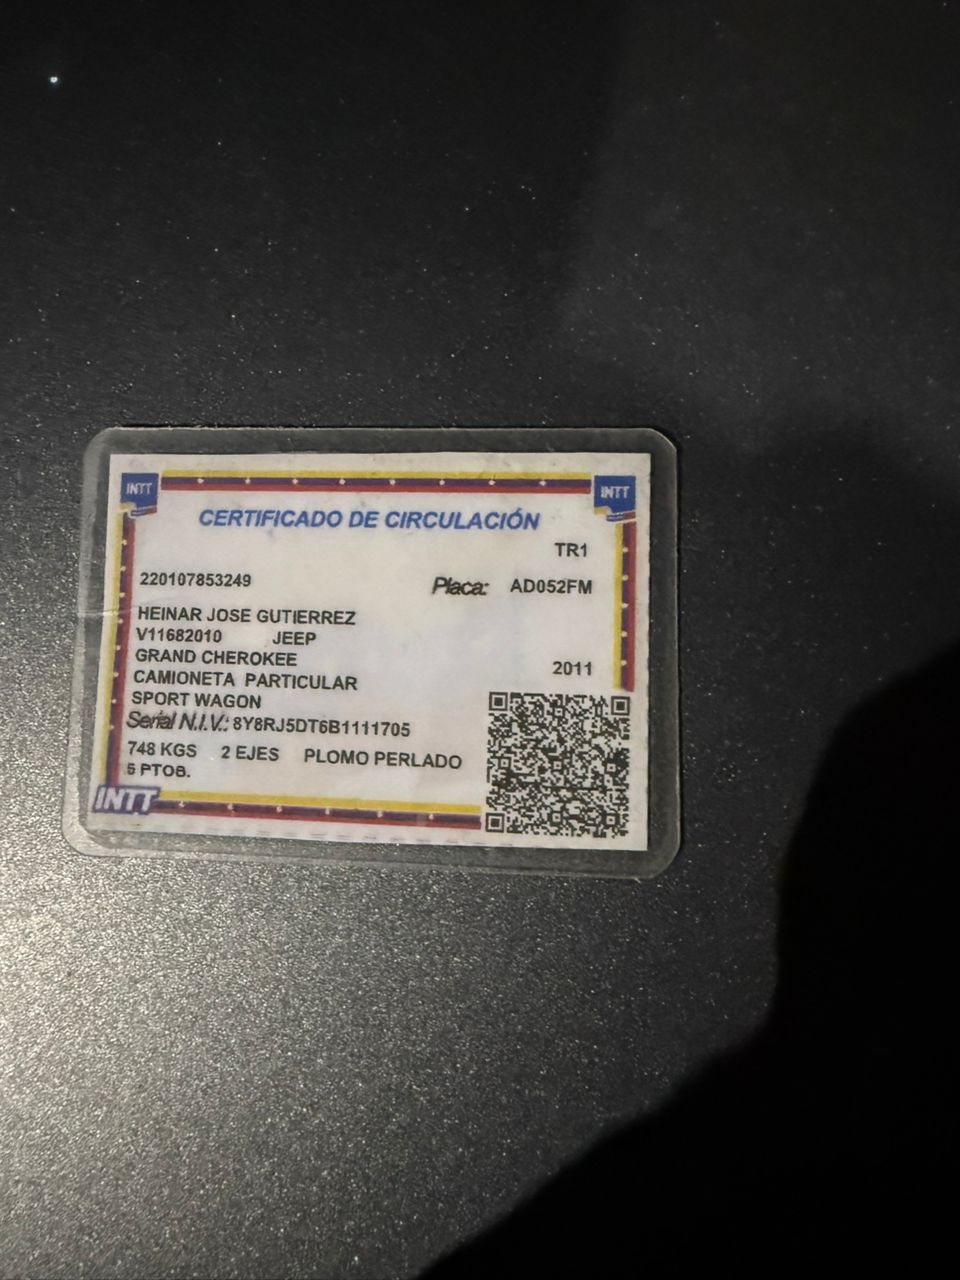 INTT INTT
CERTIFICADO DE CIRCULACIÓN
TR1
220107853249 Placa: AD052FM
HEINAR JOSE GUTIERREZ
V11682010 JEEP
GRAND CHEROKEE 2011
CAMIONETA PARTICULAR
SPORT WAGON
Serial N.I.V.: 8Y8RJ5DT6B1111705
748 KGS 2 EJES PLOMO PERLADO
5 PTOS.
INTT